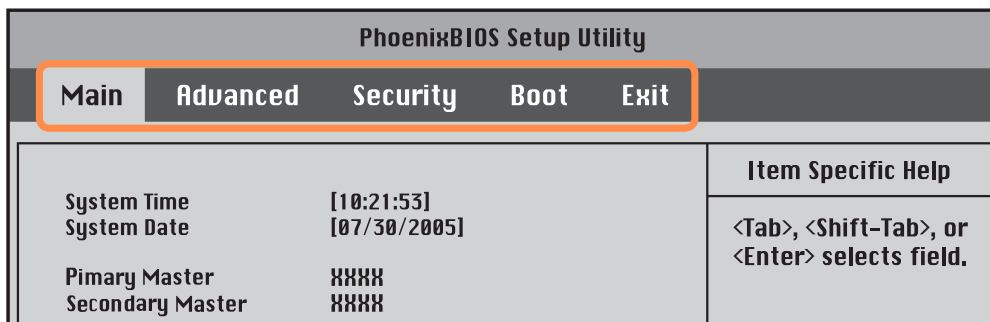 PhoenixBIOS Setup Utility
Main Advanced Security Boot Exit
Item Specific Help
System Time [10:21:53]
System Date [07/30/2005]
Pimary Master XXXX
Secondary Master XXXX
<Tab>, <Shift-Tab>, or
<Enter> selects field.